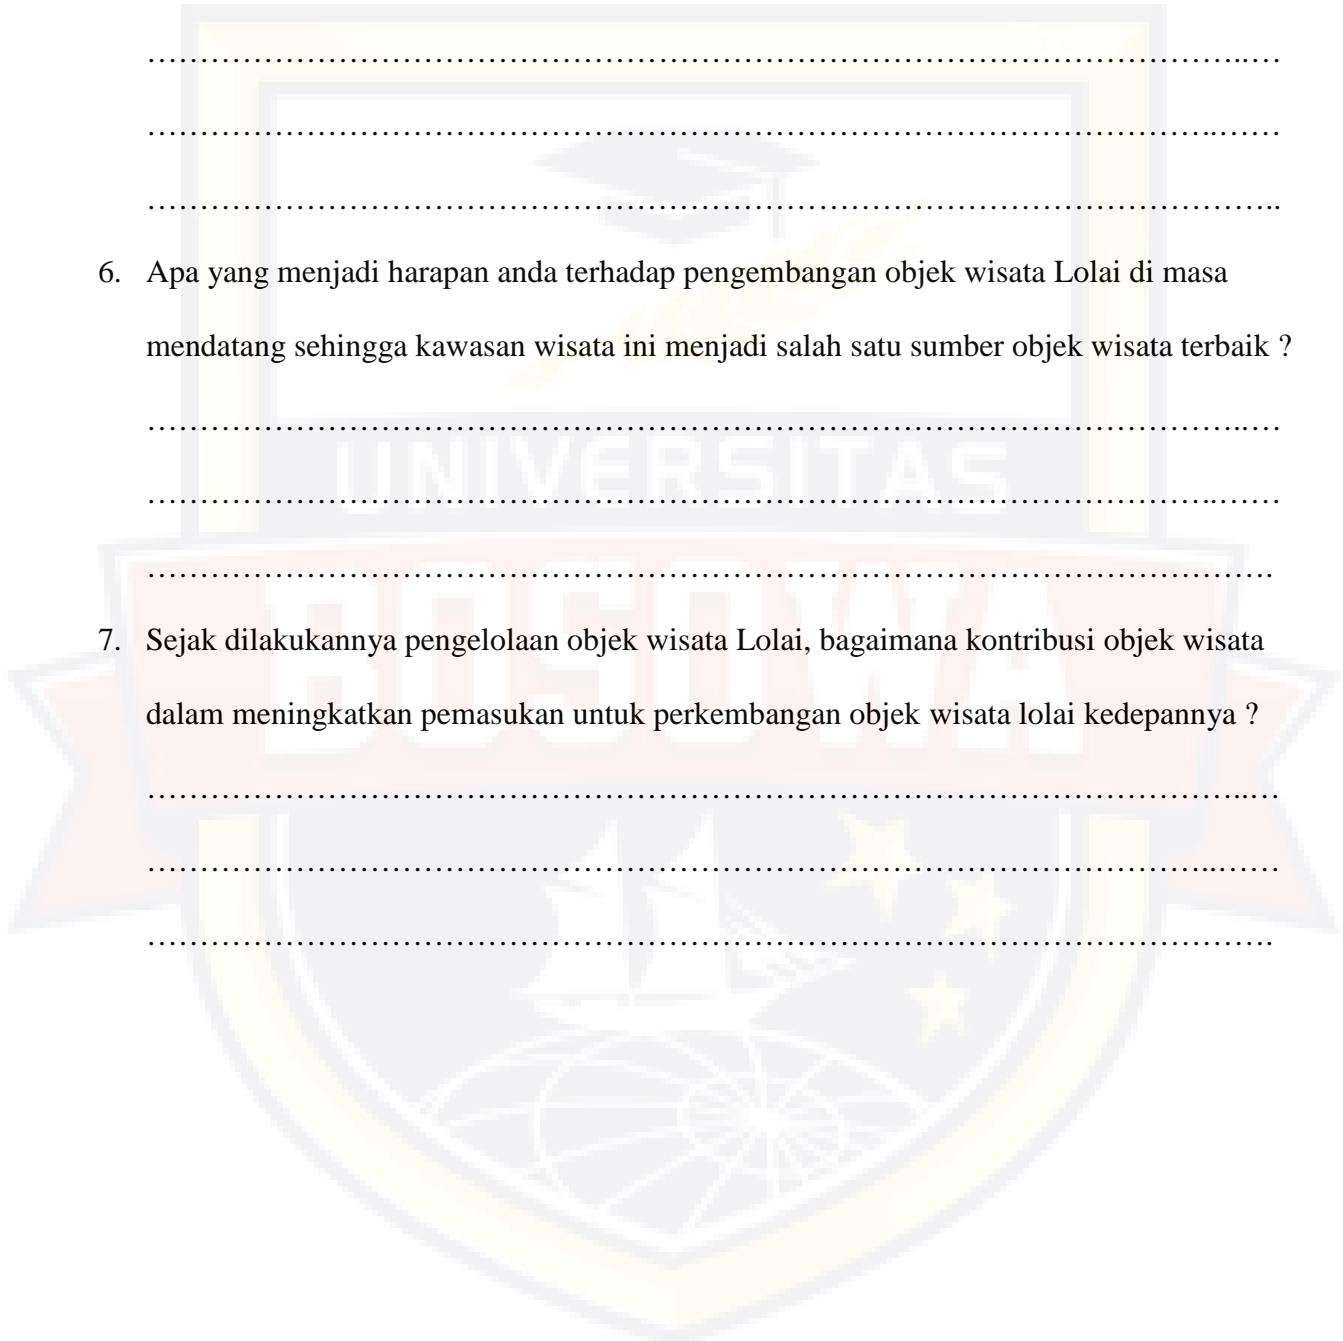 ……………………………………………………………………………………………..…
…………………………………………………………………………………………..……
………………………………………………………………………………………………..
6. Apa yang menjadi harapan anda terhadap pengembangan objek wisata Lolai di masa
mendatang sehingga kawasan wisata ini menjadi salah satu sumber objek wisata terbaik ?
……………………………………………………………………………………………..…
UNIVERSITAS
…………………………………………………………………………………………..……
……………………………………………………………………………………………….
BOSOWA
7. Sejak dilakukannya pengelolaan objek wisata Lolai, bagaimana kontribusi objek wisata
dalam meningkatkan pemasukan untuk perkembangan objek wisata lolai kedepannya ?
……………………………………………………………………………………………..…
…………………………………………………………………………………………..……
……………………………………………………………………………………………….